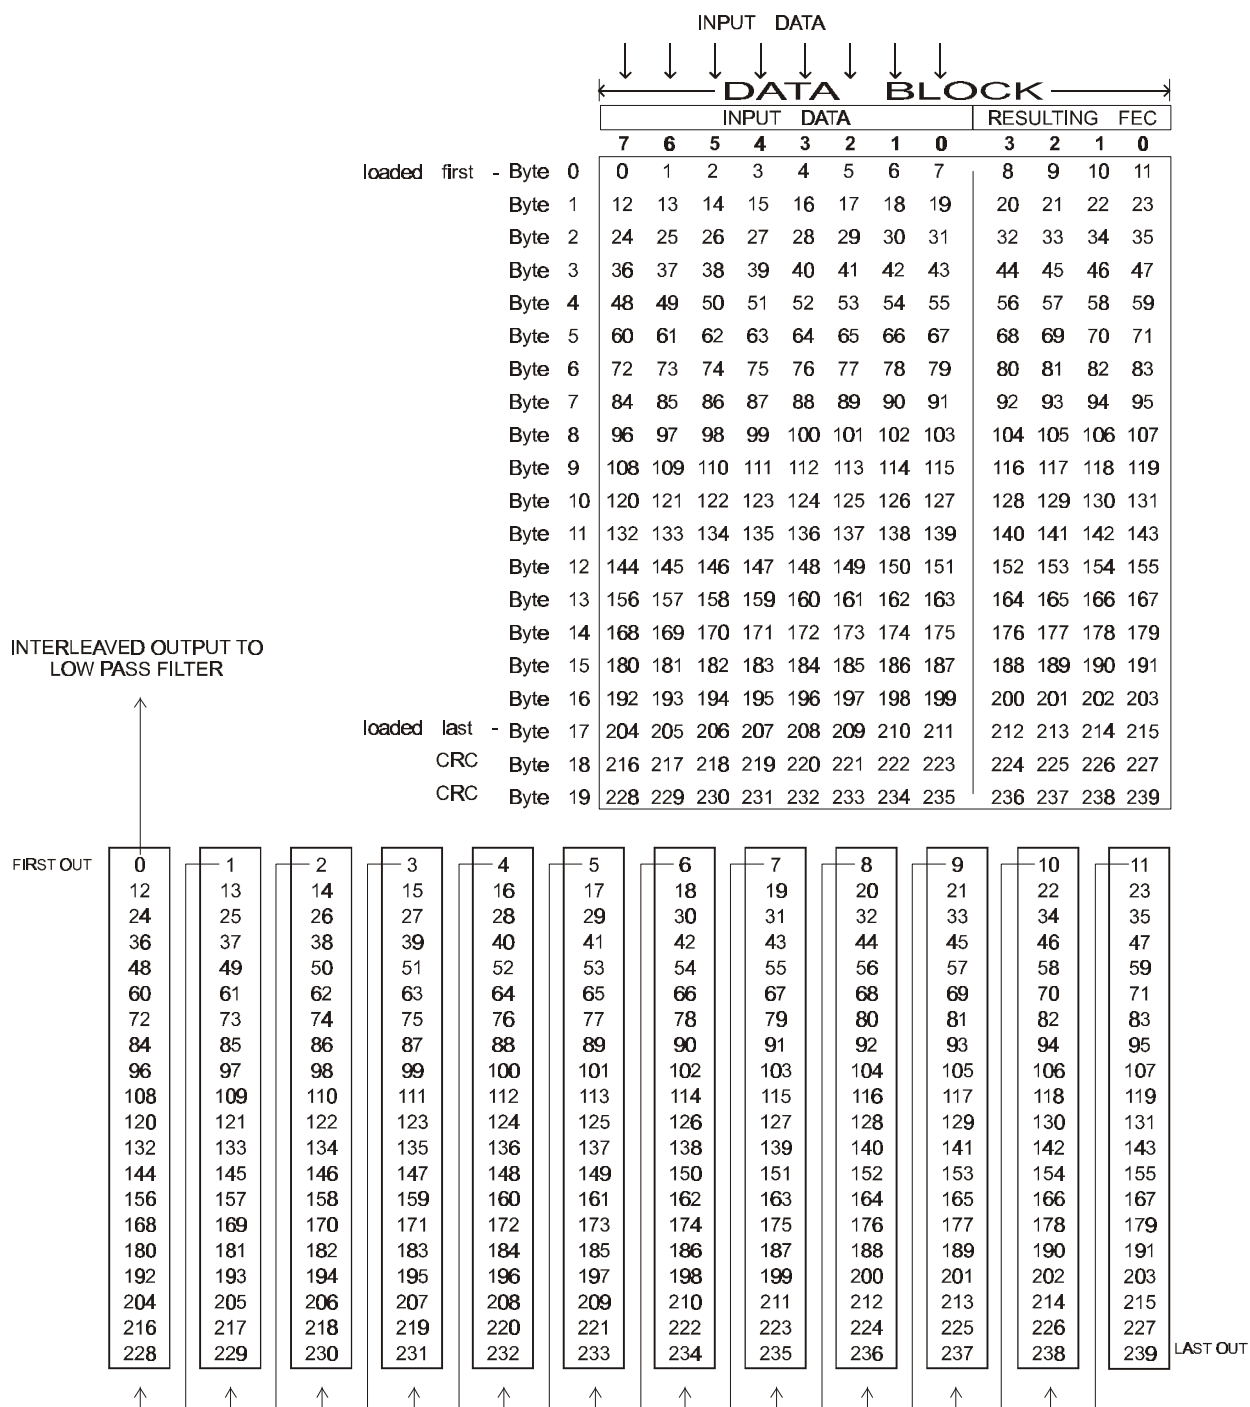 INPUT DATA
DATA BLOCK
INPUT DATA RESULTING FEC
7 6 5 4 3 2 1 0 3 2 1 0
loaded first - Byte 0 0 1 2 3 4 5 6 7 8 9 10 11
Byte 1 12 13 14 15 16 17 18 19 20 21 22 23
Byte 2 24 25 26 27 28 29 30 31 32 33 34 35
Byte 3 36 37 38 39 40 41 42 43 44 45 46 47
Byte 4 48 49 50 51 52 53 54 55 56 57 58 59
Byte 5 60 61 62 63 64 65 66 67 68 69 70 71
Byte 6 72 73 74 75 76 77 78 79 80 81 82 83
Byte 7 84 85 86 87 88 89 90 91 92 93 94 95
Byte 8 96 97 98 99 100 101 102 103 104 105 106 107
Byte 9 108 109 110 111 112 113 114 115 116 117 118 119
Byte 10 120 121 122 123 124 125 126 127 128 129 130 131
Byte 11 132 133 134 135 136 137 138 139 140 141 142 143
Byte 12 144 145 146 147 148 149 150 151 152 153 154 155
Byte 13 156 157 158 159 160 161 162 163 164 165 166 167
Byte 14 168 169 170 171 172 173 174 175 176 177 178 179
Byte 15 180 181 182 183 184 185 186 187 188 189 190 191
Byte 16 192 193 194 195 196 197 198 199 200 201 202 203
loaded last - Byte 17 204 205 206 207 208 209 210 211 212 213 214 215
CRC Byte 18 216 217 218 219 220 221 222 223 224 225 226 227
CRC Byte 19 228 229 230 231 232 233 234 235 236 237 238 239
INTERLEAVED OUTPUT TO
LOW PASS FILTER
FIRST OUT 0 1 2 3 4 5 6 7 8 9 10 11
12 13 14 15 16 17 18 19 20 21 22 23
24 25 26 27 28 29 30 31 32 33 34 35
36 37 38 39 40 41 42 43 44 45 46 47
48 49 50 51 52 53 54 55 56 57 58 59
60 61 62 63 64 65 66 67 68 69 70 71
72 73 74 75 76 77 78 79 80 81 82 83
84 85 86 87 88 89 90 91 92 93 94 95
96 97 98 99 100 101 102 103 104 105 106 107
108 109 110 111 112 113 114 115 116 117 118 119
120 121 122 123 124 125 126 127 128 129 130 131
132 133 134 135 136 137 138 139 140 141 142 143
144 145 146 147 148 149 150 151 152 153 154 155
156 157 158 159 160 161 162 163 164 165 166 167
168 169 170 171 172 173 174 175 176 177 178 179
180 181 182 183 184 185 186 187 188 189 190 191
192 193 194 195 196 197 198 199 200 201 202 203
204 205 206 207 208 209 210 211 212 213 214 215
216 217 218 219 220 221 222 223 224 225 226 227
228 229 230 231 232 233 234 235 236 237 238 239 LAST OUT